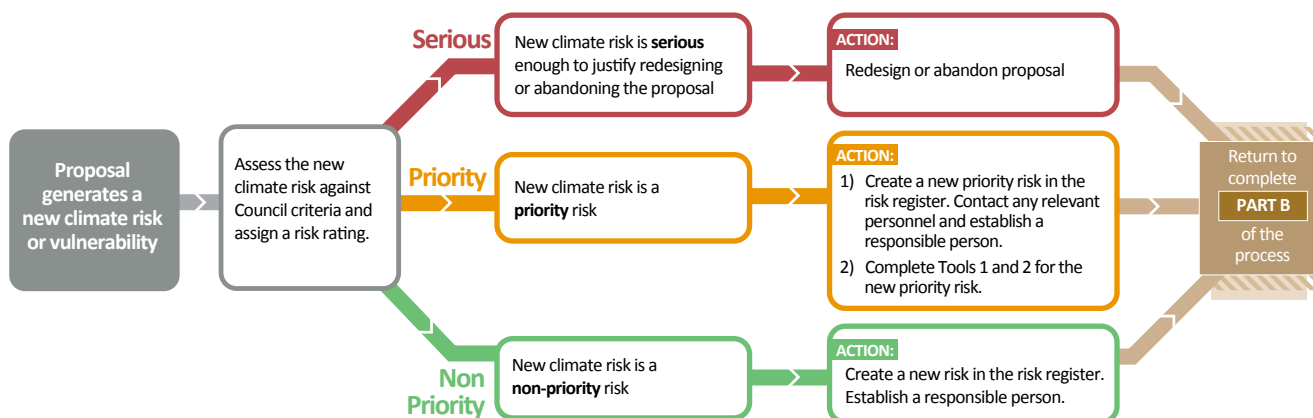 Proposal
generates a
new climate risk
or vulnerability
Assess the new
climate risk against
Council criteria and
assign a risk rating.
Serious
New climate risk is serious
enough to justify redesigning
or abandoning the proposal
ACTION:
Redesign or abandon proposal
Priority
New climate risk is a
priority risk
ACTION:
1) Create a new priority risk in the
risk register. Contact any relevant
personnel and establish a
responsible person.
2) Complete Tools 1 and 2 for the
new priority risk.
Non
Priority
New climate risk is a
non-priority risk
ACTION:
Create a new risk in the risk register.
Establish a responsible person.
Return to
complete
PART B
of the
process